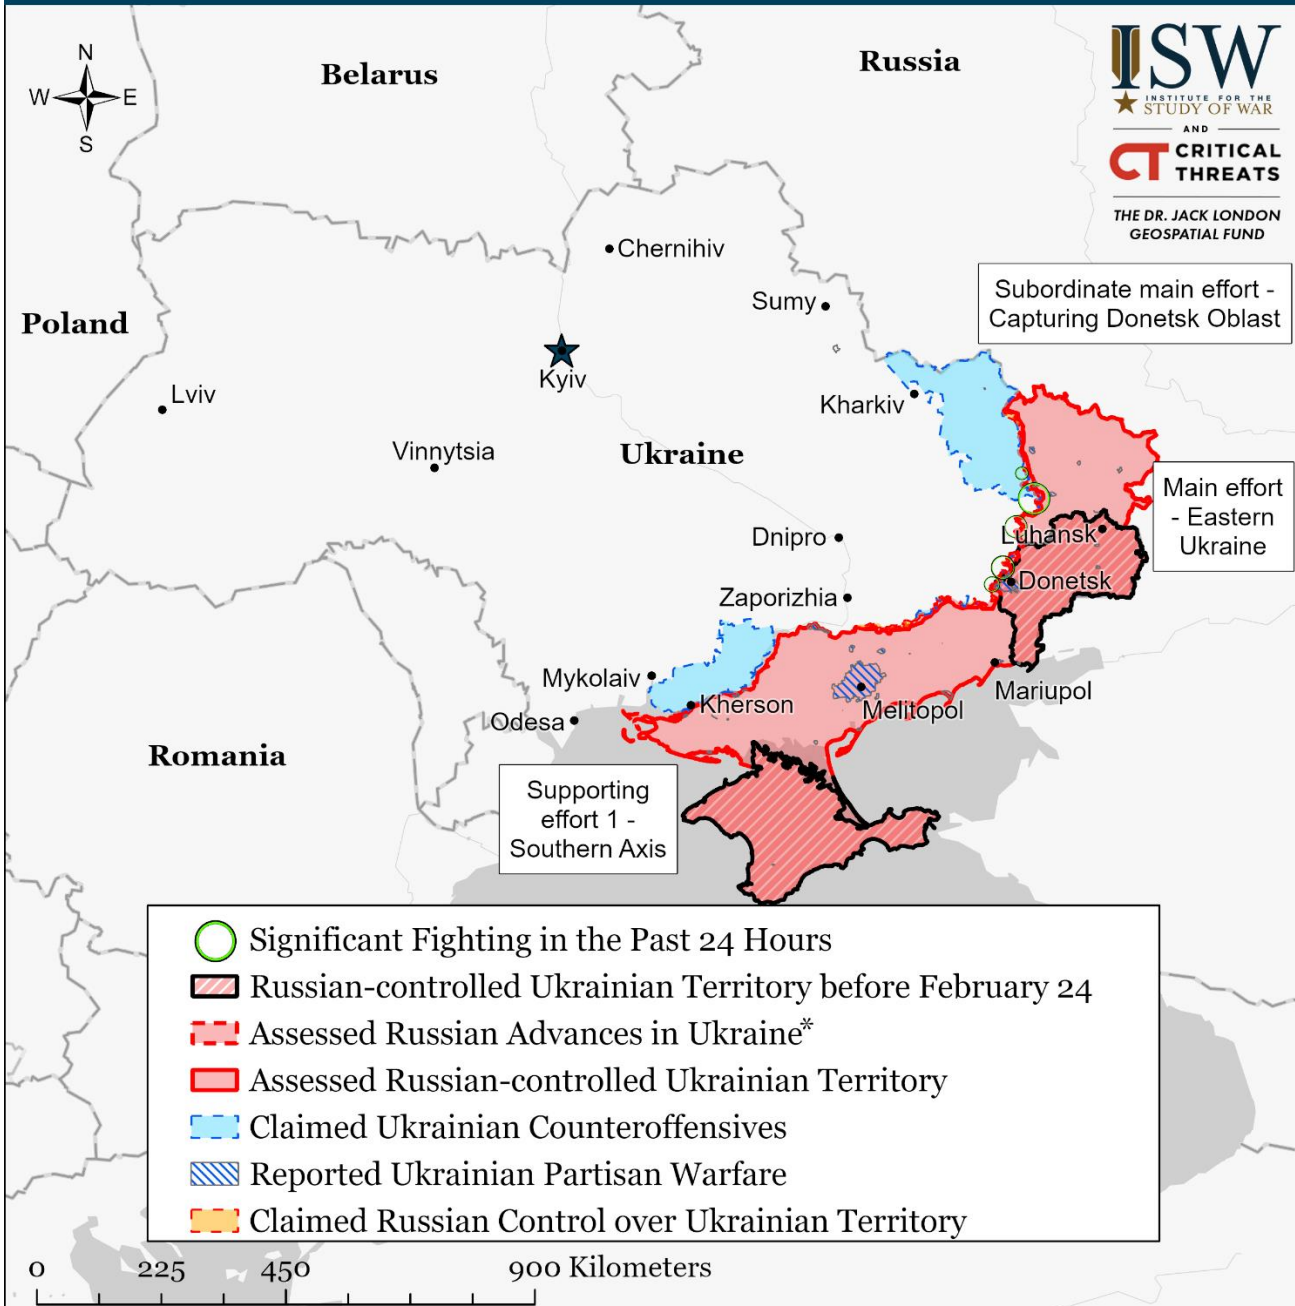 N
W
E
S
Belarus
Russia
ISW
INSTITUTE FOR THE
STUDY OF WAR
AND
CT CRITICAL
THREATS
THE DR. JACK LONDON
GEOSPATIAL FUND
Chernihiv
Subordinate main effort -
Capturing Donetsk Oblast
Sumy
Poland
Kyiv
Lviv
Kharkiv
Vinnytsia
Ukraine
Main effort
- Eastern
Ukraine
Dnipro
Luhansk
Donetsk
Zaporizhia
Mykolaiv
Mariupol
Kherson
Melitopol
Odesa
Romania
Supporting
effort 1 -
Southern Axis
Significant Fighting in the Past 24 Hours
Russian-controlled Ukrainian Territory before February 24
Assessed Russian Advances in Ukraine*
Assessed Russian-controlled Ukrainian Territory
Claimed Ukrainian Counteroffensives
Reported Ukrainian Partisan Warfare
Claimed Russian Control over Ukrainian Territory
0 225 450 900 Kilometers